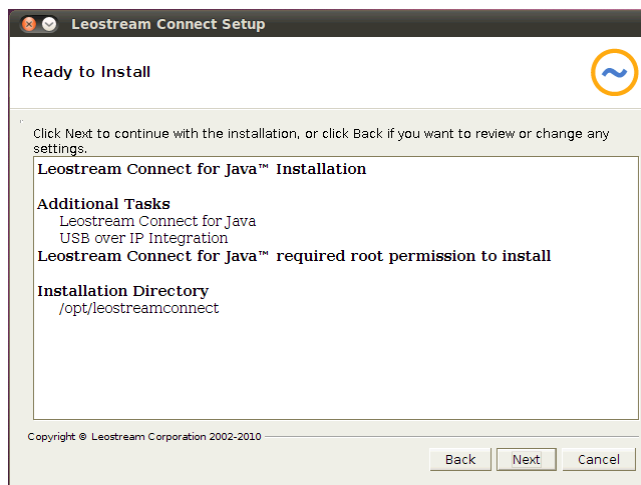 Leostream Connect Setup
Ready to Install
Click Next to continue with the installation, or click Back if you want to review or change any
settings.
Leostream Connect for Java™ Installation
Additional Tasks
Leostream Connect for Java
USB over IP Integration
Leostream Connect for Java™ required root permission to install
Installation Directory
/opt/leostreamconnect
Copyright © Leostream Corporation 2002-2010
Back Next Cancel